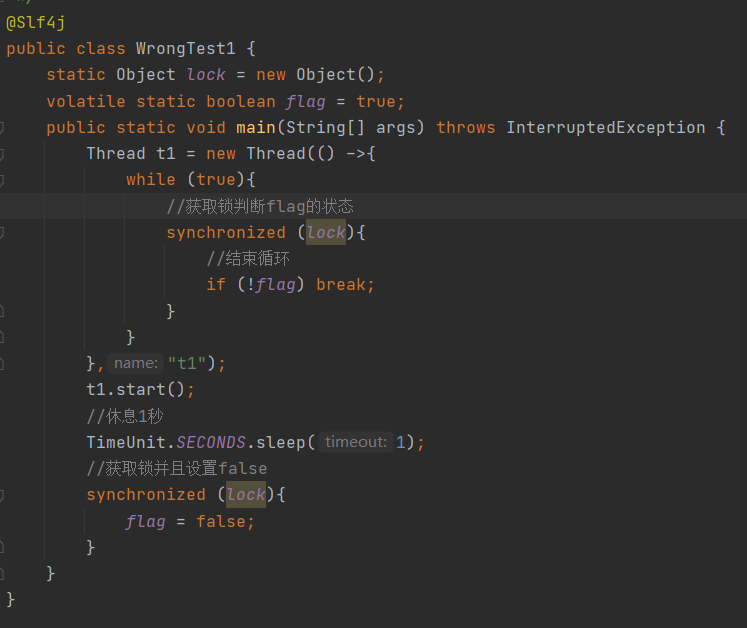 @Slf4j
public class WrongTest1 {
    static Object lock = new Object();
    volatile static boolean flag = true;
    public static void main(String[] args) throws InterruptedException {
        Thread t1 = new Thread(() ->{
            while (true){
                //获取锁判断flag的状态
                synchronized (lock){
                    //结束循环
                    if (!flag) break;
                }
            }
        }, name: "t1");
        t1.start();
        //休息1秒
        TimeUnit.SECONDS.sleep( timeout: 1);
        //获取锁并且设置false
        synchronized (lock){
            flag = false;
        }
    }
}